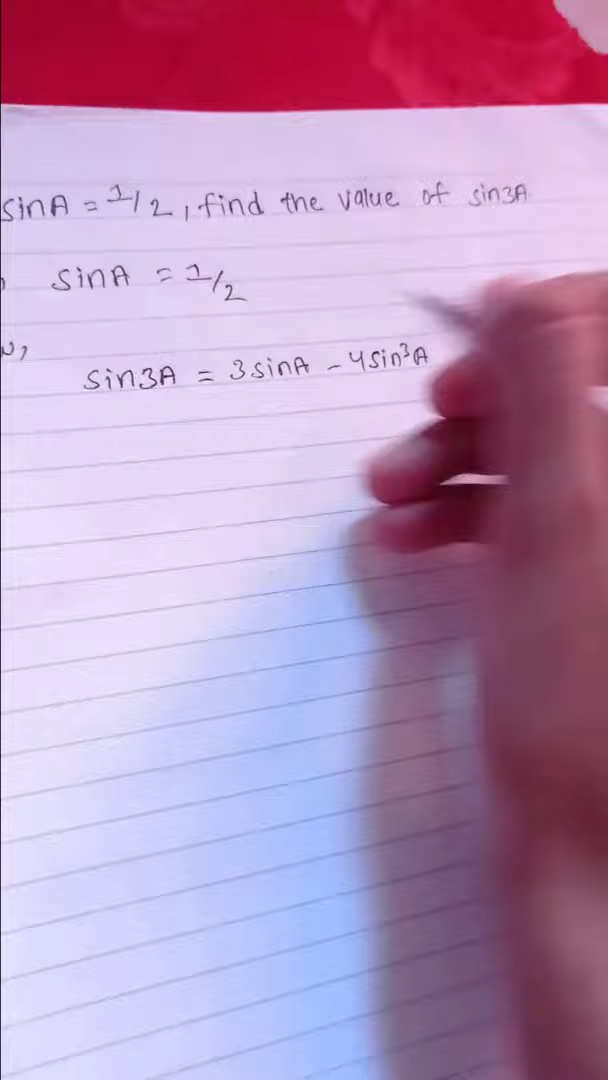 sinA = 1/2, find the value of sin3A
sinA = 1/2
sin3A = 3sinA - 4sin³A